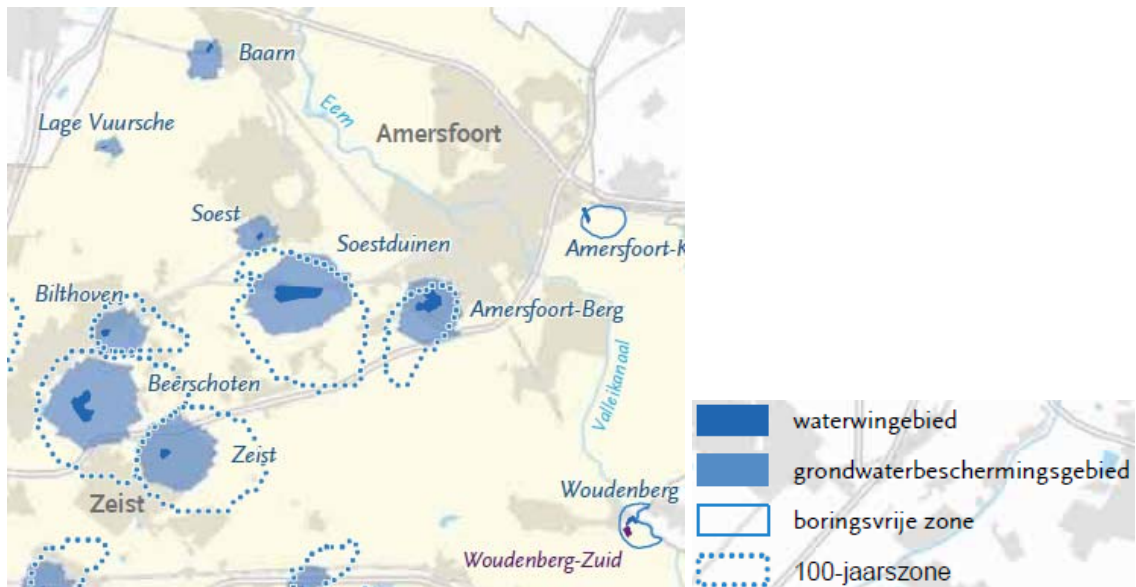 Baarn
Eem
Lage Vuursche
Amersfoort
Soest
Soestduinen
Amersfoort-K
Bilthoven
Amersfoort-Berg
Beerschoten
Valleikanaal
Zeist
Zeist
Woudenberg
Woudenberg-Zuid
waterwingebied
grondwaterbeschermingsgebied
boringsvrije zone
100-jaarszone